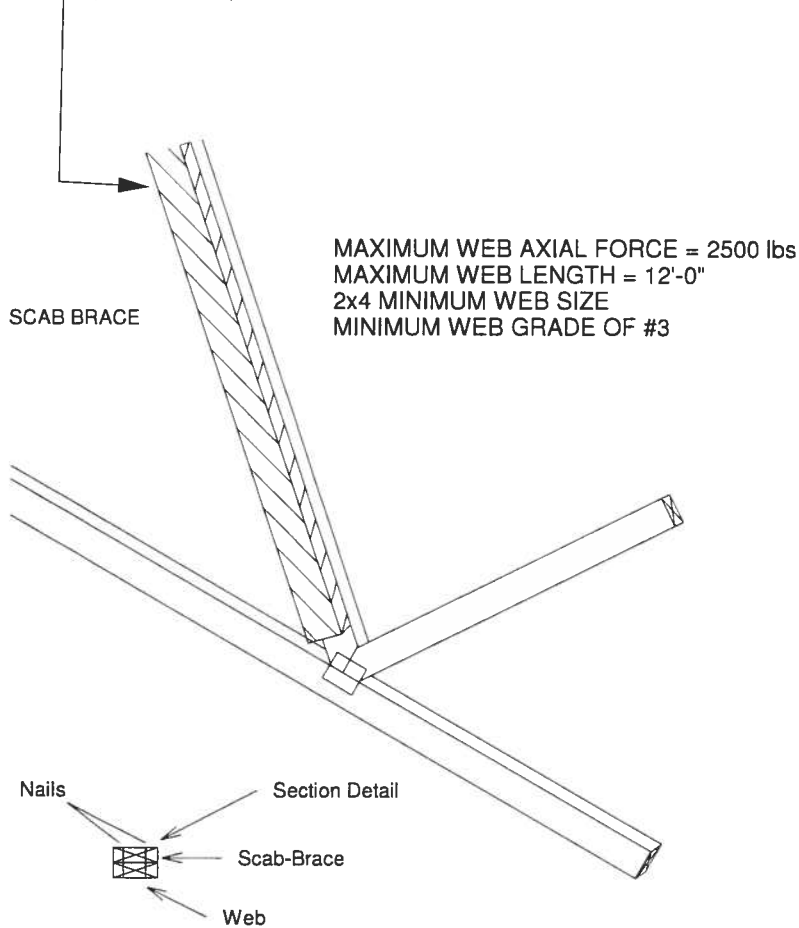 MAXIMUM WEB AXIAL FORCE = 2500 lbs
MAXIMUM WEB LENGTH = 12'-0"
2x4 MINIMUM WEB SIZE
MINIMUM WEB GRADE OF #3
SCAB BRACE
Nails
Section Detail
Scab-Brace
Web